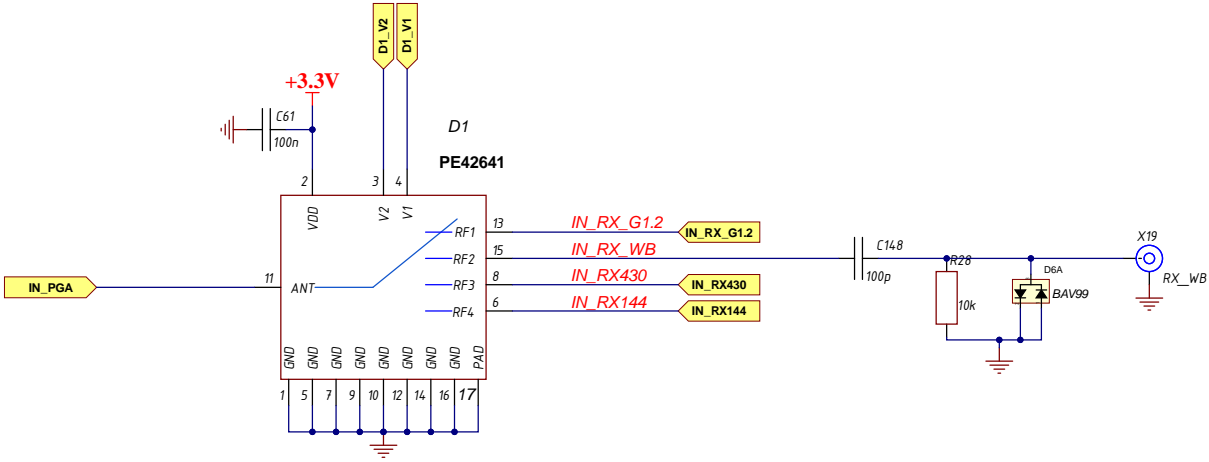 D1_V2
D1_V1
+3.3V
C61
100n
D1
PE42641
2
3
4
VDD
V2
V1
13
RF1
IN_RX_G1.2
IN_RX_G1.2
15
RF2
IN_RX_WB
C148
100p
R28
10k
D6A
BAV99
X19
RX_WB
IN_PGA
11
ANT
8
RF3
IN_RX430
IN_RX430
6
RF4
IN_RX144
IN_RX144
GND
GND
GND
GND
GND
GND
GND
GND
PAD
1
5
7
9
10
12
14
16
17